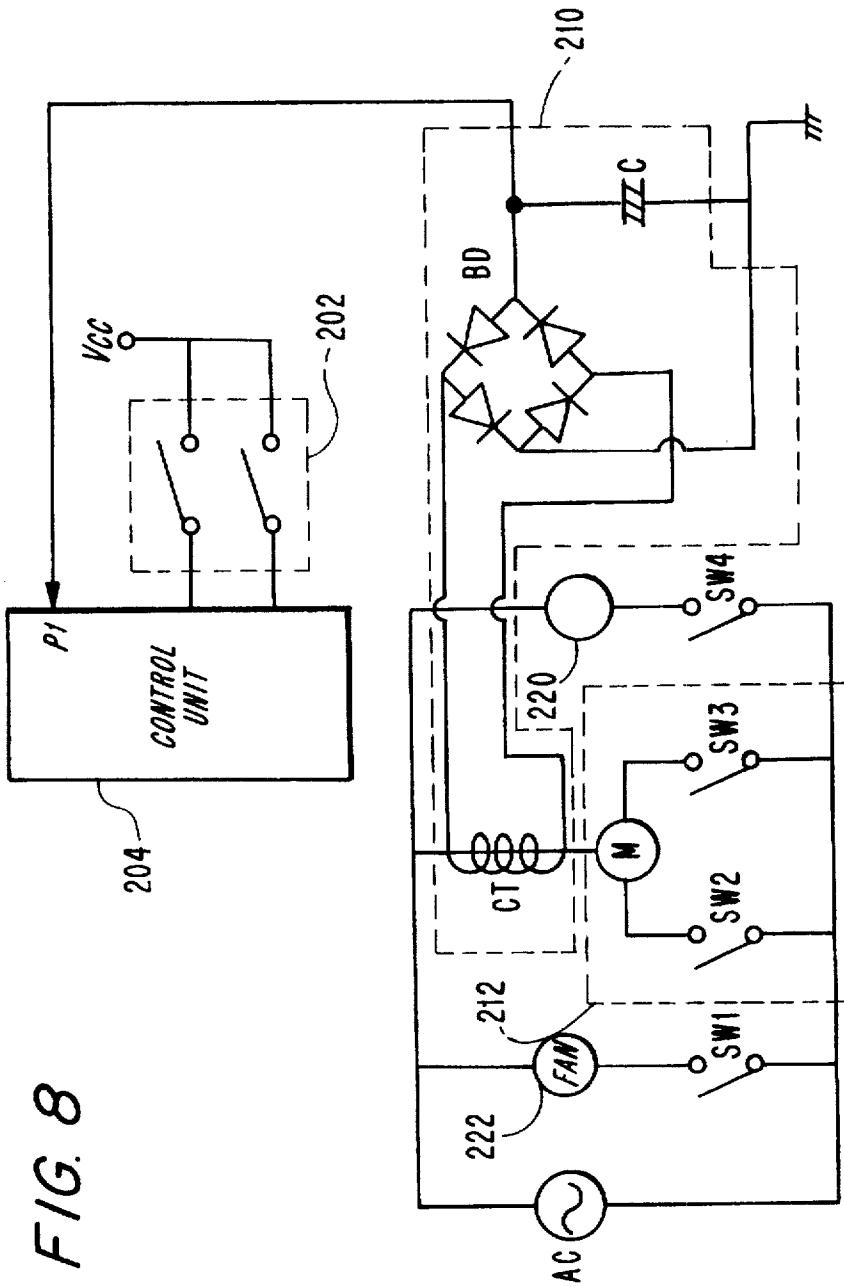 FIG. 8
204
P1
CONTROL
UNIT
VCC
202
210
BD
C
CT
212
222
FAN
220
AC
M
SW1
SW2
SW3
SW4